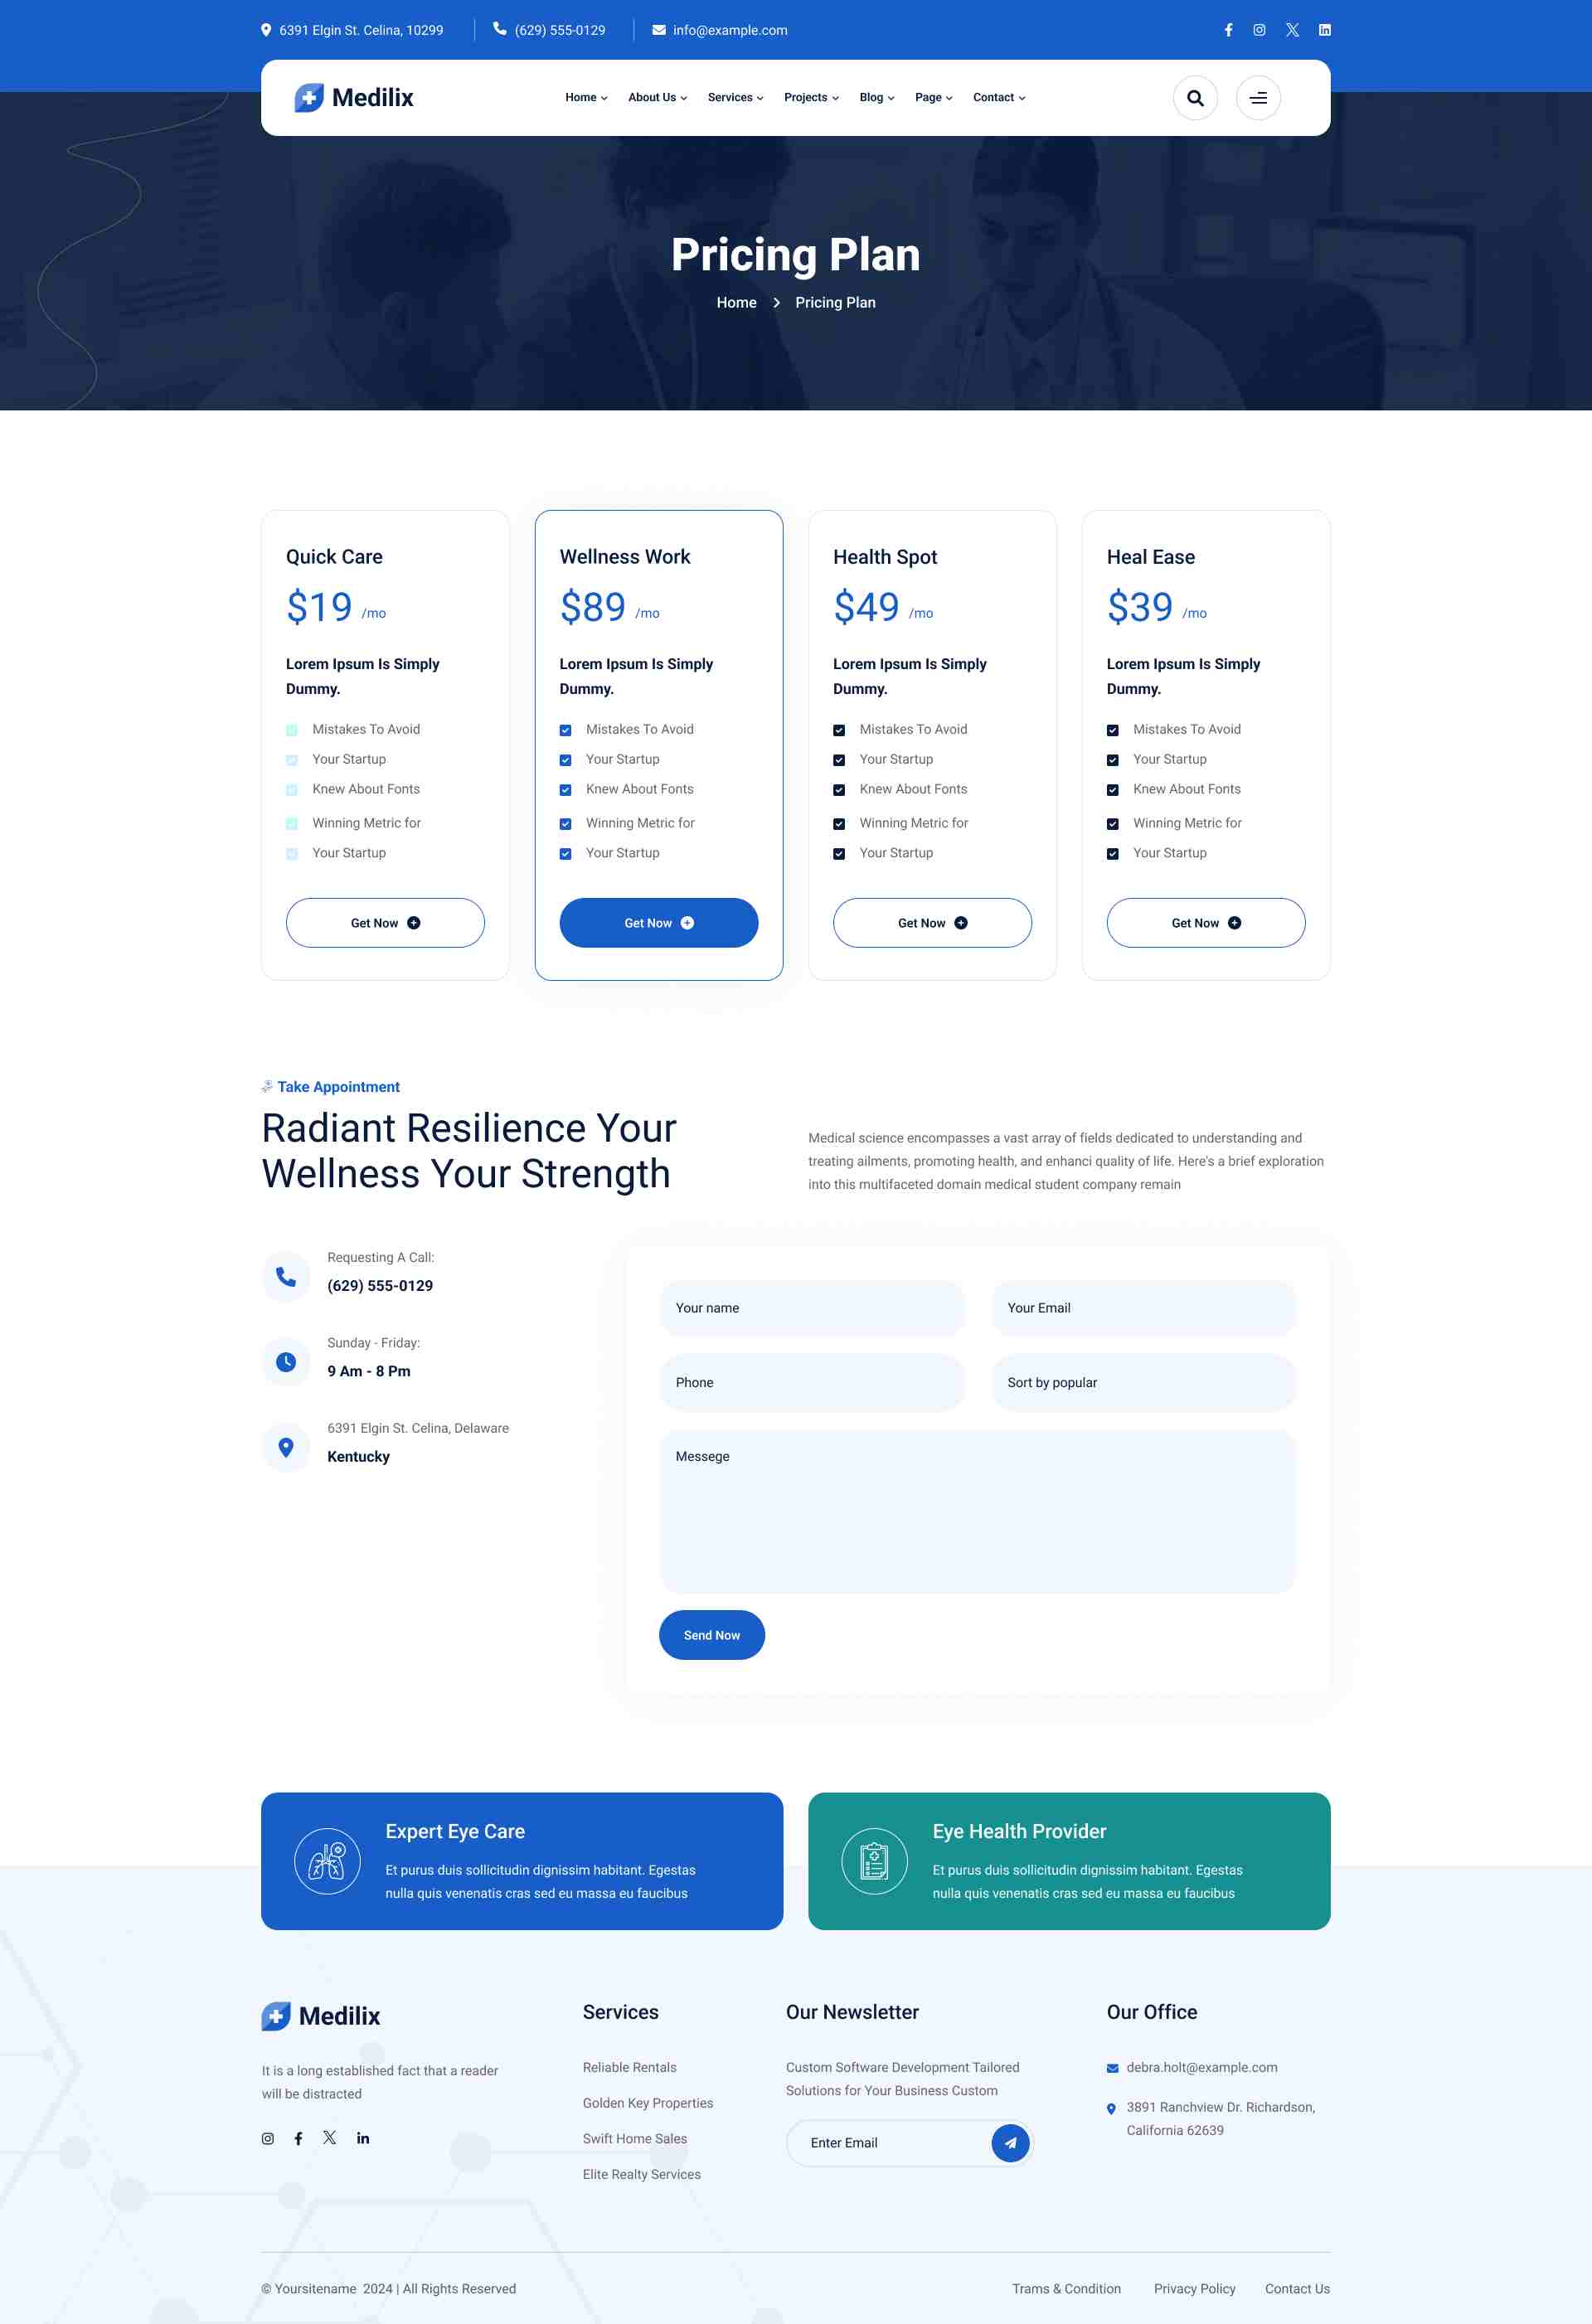 6391 Elgin St. Celina, 10299
(629) 555-0129
info@example.com
Medilix
Home
About Us
Services
Projects
Blog
Page
Contact
Pricing Plan
Home
Pricing Plan
Quick Care
$19 /mo
Lorem Ipsum Is Simply
Dummy.
Mistakes To Avoid
Your Startup
Knew About Fonts
Winning Metric for
Your Startup
Get Now
Wellness Work
$89 /mo
Lorem Ipsum Is Simply
Dummy.
Mistakes To Avoid
Your Startup
Knew About Fonts
Winning Metric for
Your Startup
Get Now
Health Spot
$49 /mo
Lorem Ipsum Is Simply
Dummy.
Mistakes To Avoid
Your Startup
Knew About Fonts
Winning Metric for
Your Startup
Get Now
Heal Ease
$39 /mo
Lorem Ipsum Is Simply
Dummy.
Mistakes To Avoid
Your Startup
Knew About Fonts
Winning Metric for
Your Startup
Get Now
Take Appointment
Radiant Resilience Your
Wellness Your Strength
Medical science encompasses a vast array of fields dedicated to understanding and
treating ailments, promoting health, and enhanci quality of life. Here's a brief exploration
into this multifaceted domain medical student company remain
Requesting A Call:
(629) 555-0129
Sunday - Friday:
9 Am - 8 Pm
6391 Elgin St. Celina, Delaware
Kentucky
Your name
Your Email
Phone
Sort by popular
Messege
Send Now
Expert Eye Care
Et purus duis sollicitudin dignissim habitant. Egestas
nulla quis venenatis cras sed eu massa eu faucibus
Eye Health Provider
Et purus duis sollicitudin dignissim habitant. Egestas
nulla quis venenatis cras sed eu massa eu faucibus
Medilix
It is a long established fact that a reader
will be distracted
Services
Reliable Rentals
Golden Key Properties
Swift Home Sales
Elite Realty Services
Our Newsletter
Custom Software Development Tailored
Solutions for Your Business Custom
Enter Email
Our Office
debra.holt@example.com
3891 Ranchview Dr. Richardson,
California 62639
© Yoursitename 2024 | All Rights Reserved
Trams & Condition
Privacy Policy
Contact Us